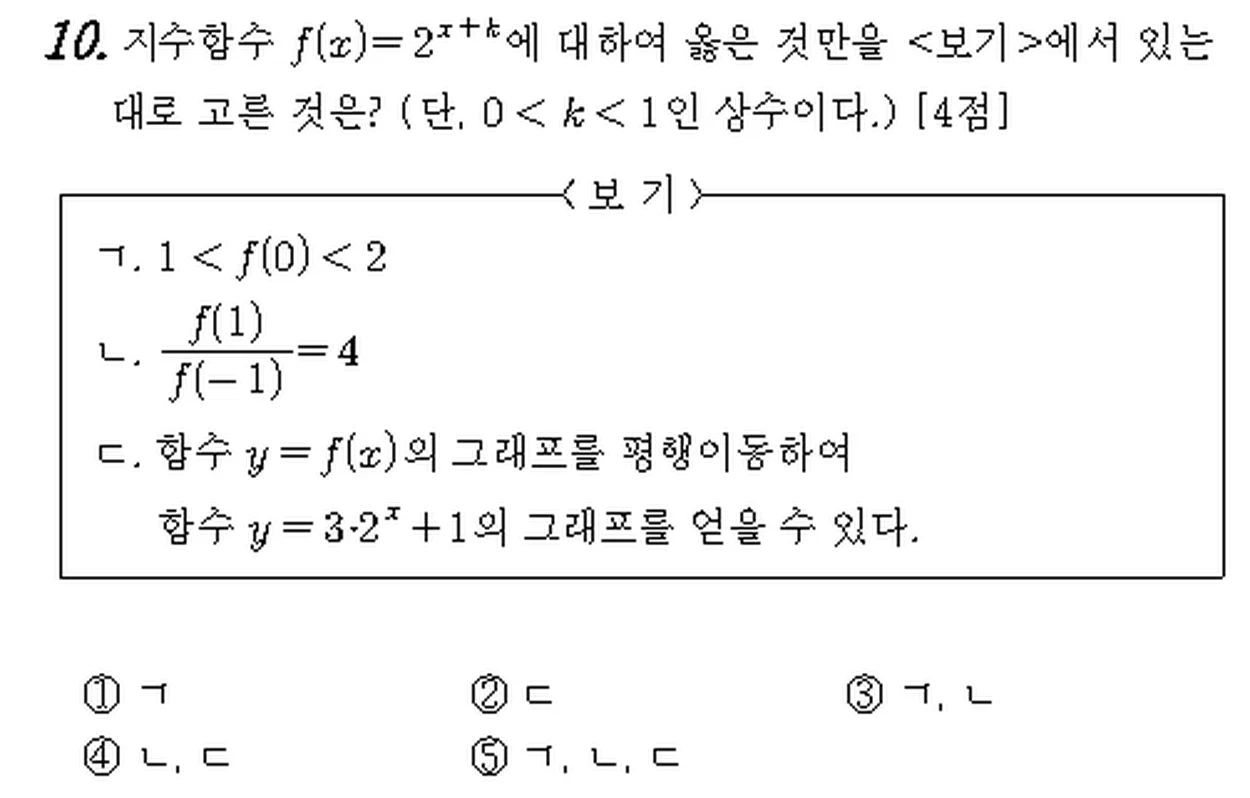 10. 지수함수 f(x)=2^{x+k}에 대하여 옳은 것만을 <보기>에서 있는
대로 고른 것은? (단, 0<k<1인 상수이다.) [4점]
<보 기>
ㄱ. 1<f(0)<2
ㄴ. \frac{f(1)}{f(-1)}=4
ㄷ. 함수 y=f(x)의 그래프를 평행이동하여
함수 y=3·2^x+1의 그래프를 얻을 수 있다.
① ㄱ ② ㄷ ③ ㄱ, ㄴ
④ ㄴ, ㄷ ⑤ ㄱ, ㄴ, ㄷ